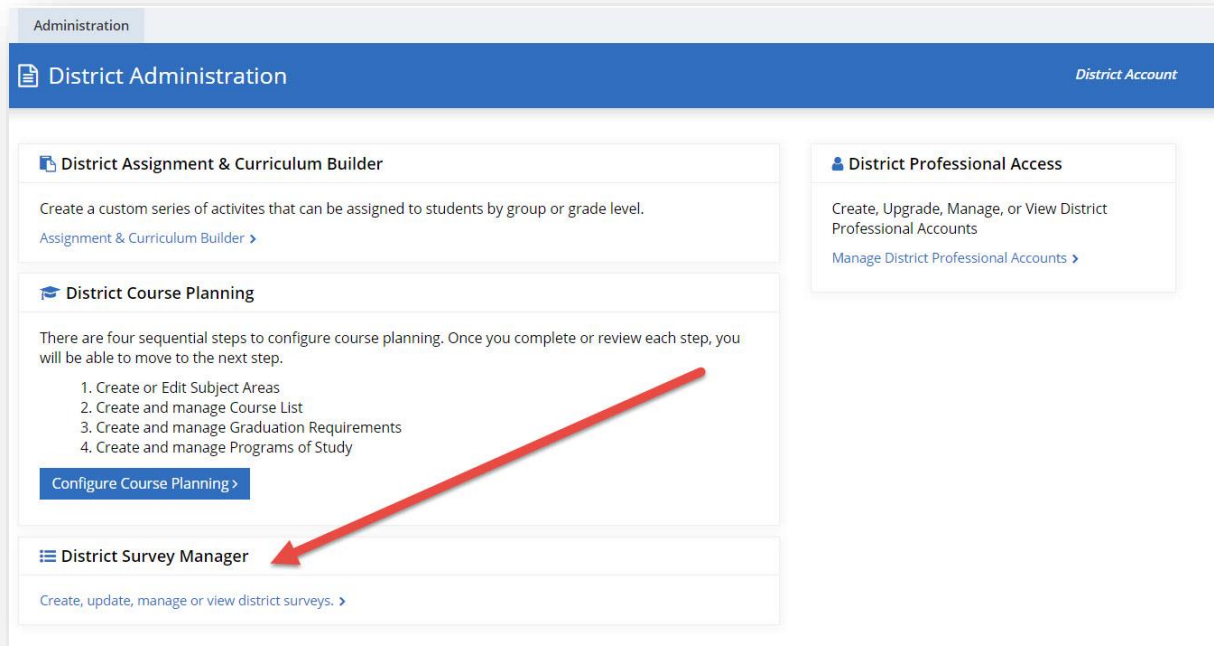 Administration
District Administration
District Account
District Assignment & Curriculum Builder
Create a custom series of activites that can be assigned to students by group or grade level.
Assignment & Curriculum Builder >
District Course Planning
There are four sequential steps to configure course planning. Once you complete or review each step, you
will be able to move to the next step.
1. Create or Edit Subject Areas
2. Create and manage Course List
3. Create and manage Graduation Requirements
4. Create and manage Programs of Study
Configure Course Planning >
District Survey Manager
Create, update, manage or view district surveys. >
District Professional Access
Create, Upgrade, Manage, or View District
Professional Accounts
Manage District Professional Accounts >